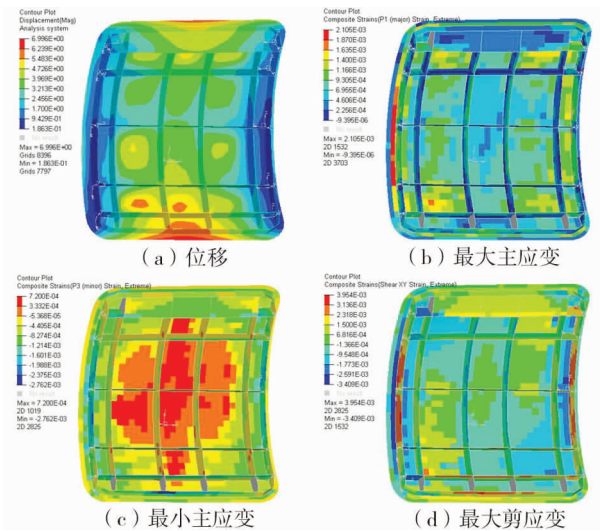 Contour Plot
Displacement(Mag)
Analysis system
6.996E+00
6.239E+00
5.483E+00
4.726E+00
3.969E+00
3.213E+00
2.456E+00
1.700E+00
9.429E-01
1.863E-01
Max = 6.996E+00
Grids 8396
Min = 1.863E-01
Grids 7797
(a)位移
Contour Plot
Composite Strains(P1 (major) Strain, Extreme)
2.105E-03
1.870E-03
1.635E-03
1.400E-03
1.166E-03
9.305E-04
6.955E-04
4.606E-04
2.256E-04
-9.395E-06
Max = 2.105E-03
2D 1532
Min = -9.395E-06
2D 3703
(b)最大主应变
Contour Plot
Composite Strains(P3 (minor) Strain, Extreme)
7.200E-04
3.332E-04
-5.368E-05
-4.405E-04
-8.274E-04
-1.214E-03
-1.601E-03
-1.988E-03
-2.375E-03
-2.762E-03
Max = 7.200E-04
2D 1019
Min = -2.762E-03
2D 2825
(c)最小主应变
Contour Plot
Composite Strains(Shear XY Strain, Extreme)
3.954E-03
3.136E-03
2.318E-03
1.500E-03
6.816E-04
-1.366E-04
-9.548E-04
-1.773E-03
-2.591E-03
-3.409E-03
Max = 3.954E-03
2D 2825
Min = -3.409E-03
2D 1532
(d)最大剪应变